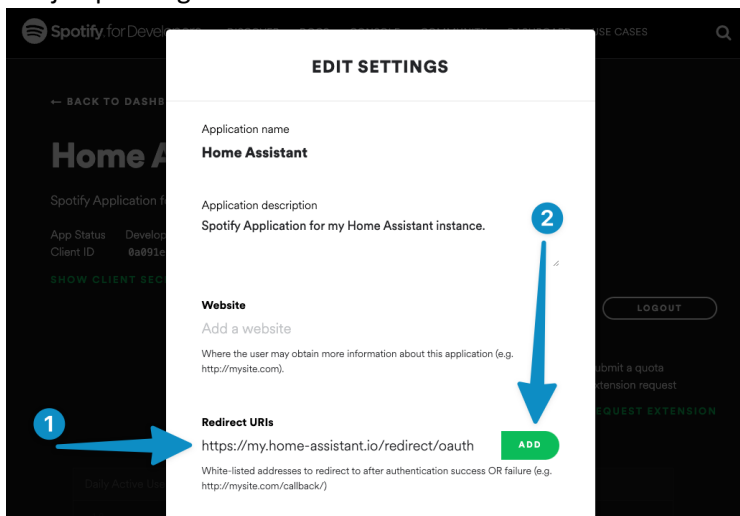 Spotify for Develo
USE CASES
EDIT SETTINGS
← BACK TO DASHB
Application name
Home Assistant
Home A
Spotify Application f
Application description
Spotify Application for my Home Assistant instance.
2
App Status Develop
Client ID 0a091e
SHOW CLIENT SEC
Website
Add a website
LOGOUT
Where the user may obtain more information about this application (e.g.
http://mysite.com).
ubmit a quota
xtension request
EQUEST EXTENSION
1
Redirect URIs
https://my.home-assistant.io/redirect/oauth
ADD
White-listed addresses to redirect to after authentication success OR failure (e.g.
http://mysite.com/callback/)
Daily Active Use